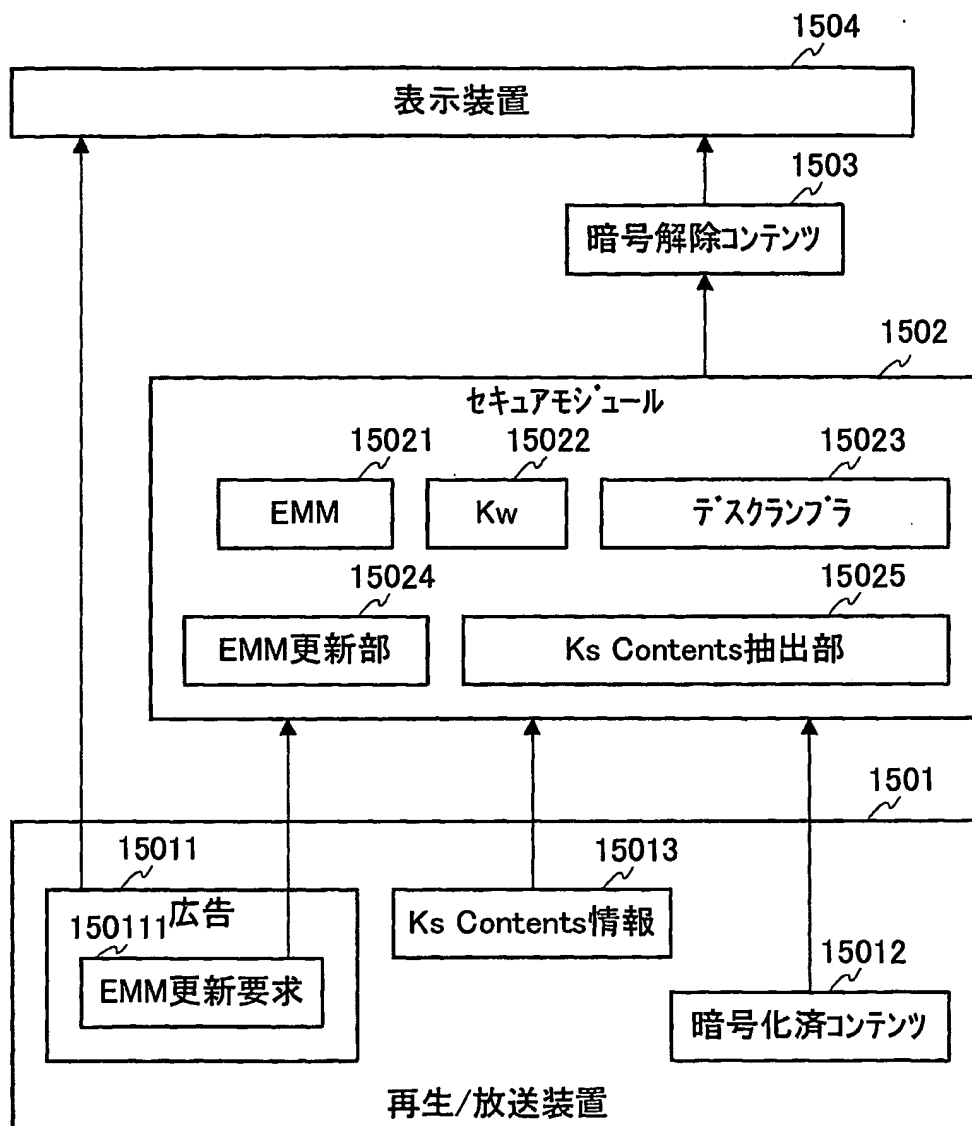 1504
表示装置
1503
暗号解除コンテンツ
1502
セキュアモジュール
15021
15022
15023
EMM
Kw
デスクランブラ
15024
15025
EMM更新部
Ks Contents抽出部
1501
15011
15013
広告
150111
Ks Contents情報
15012
EMM更新要求
暗号化済コンテンツ
再生/放送装置